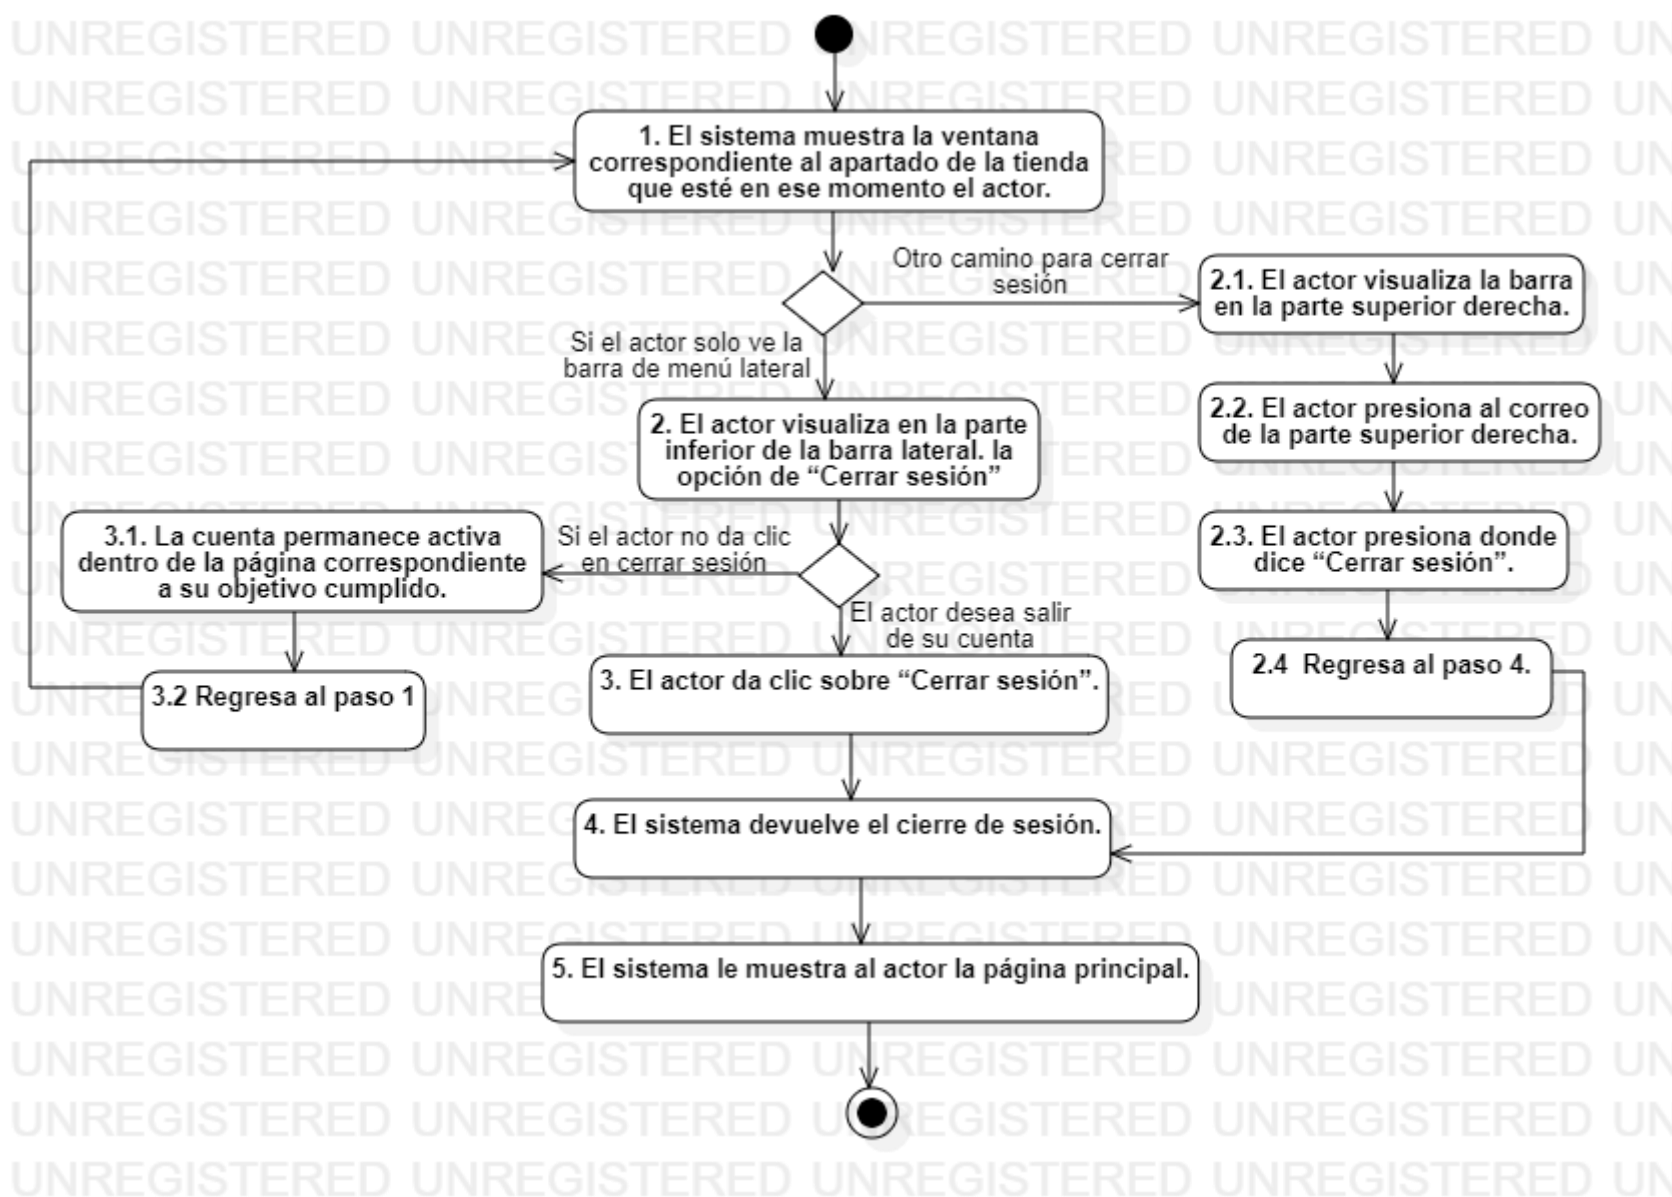 1. El sistema muestra la ventana
correspondiente al apartado de la tienda
que esté en ese momento el actor.
Otro camino para cerrar
sesión
2.1. El actor visualiza la barra
en la parte superior derecha.
Si el actor solo ve la
barra de menú lateral
2. El actor visualiza en la parte
inferior de la barra lateral. la
opción de “Cerrar sesión”
2.2. El actor presiona al correo
de la parte superior derecha.
3.1. La cuenta permanece activa
dentro de la página correspondiente
a su objetivo cumplido.
Si el actor no da clic
en cerrar sesión
2.3. El actor presiona donde
dice “Cerrar sesión”.
El actor desea salir
de su cuenta
3.2 Regresa al paso 1
3. El actor da clic sobre “Cerrar sesión”.
2.4 Regresa al paso 4.
4. El sistema devuelve el cierre de sesión.
5. El sistema le muestra al actor la página principal.
UNREGISTERED UNREGISTERED UNREGISTERED UNREGISTERED UN